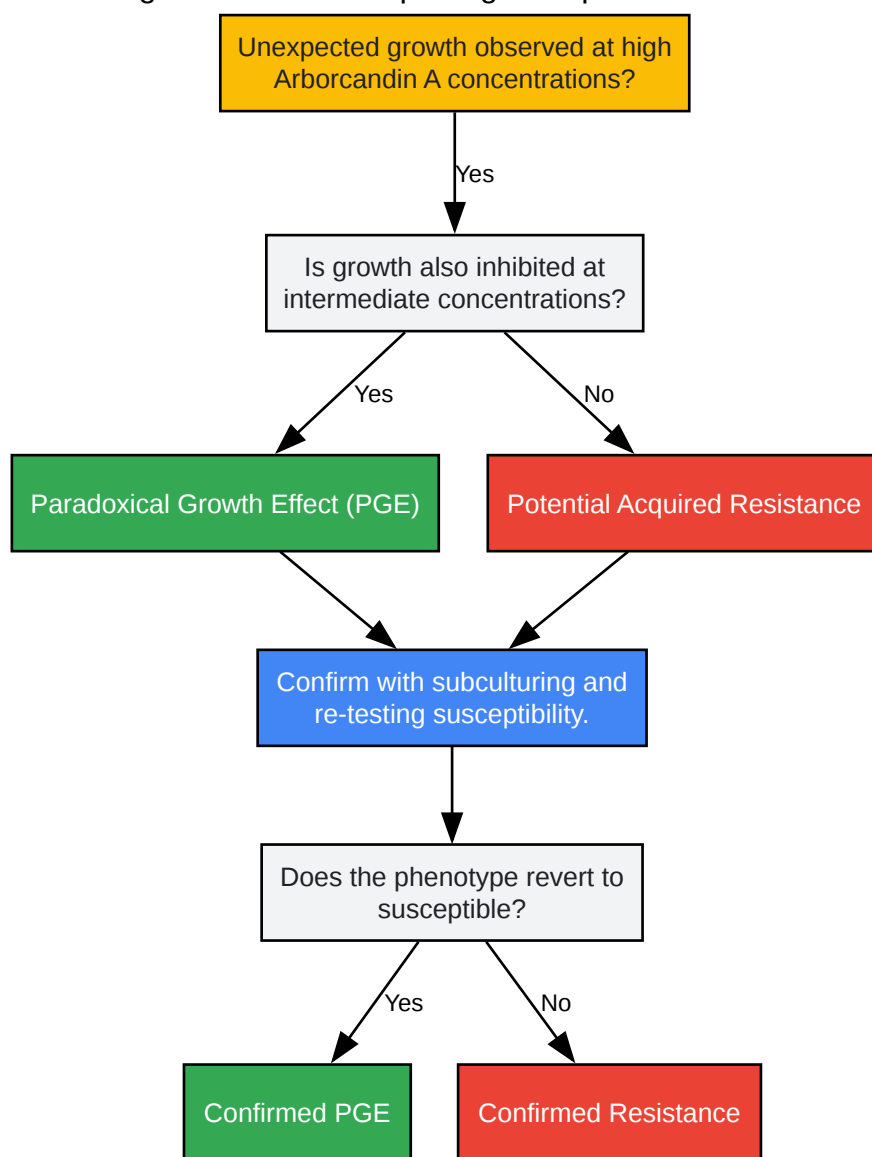 Unexpected growth observed at high
Arborcandin A concentrations?
Yes
Is growth also inhibited at
intermediate concentrations?
Yes
No
Paradoxical Growth Effect (PGE)
Potential Acquired Resistance
Confirm with subculturing and
re-testing susceptibility.
Does the phenotype revert to
susceptible?
Yes
No
Confirmed PGE
Confirmed Resistance